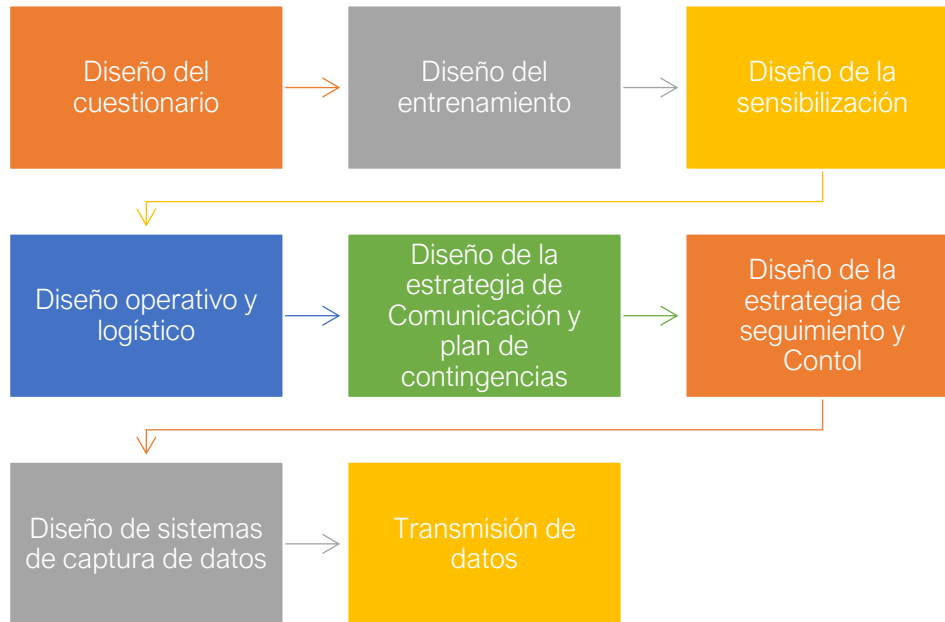 Diseño del
cuestionario
Diseño del
entrenamiento
Diseño de la
sensibilización
Diseño operativo y
logístico
Diseño de la
estrategia de
Comunicación y
plan de
contingencias
Diseño de la
estrategia de
seguimiento y
Contol
Diseño de sistemas
de captura de datos
Transmisión de
datos